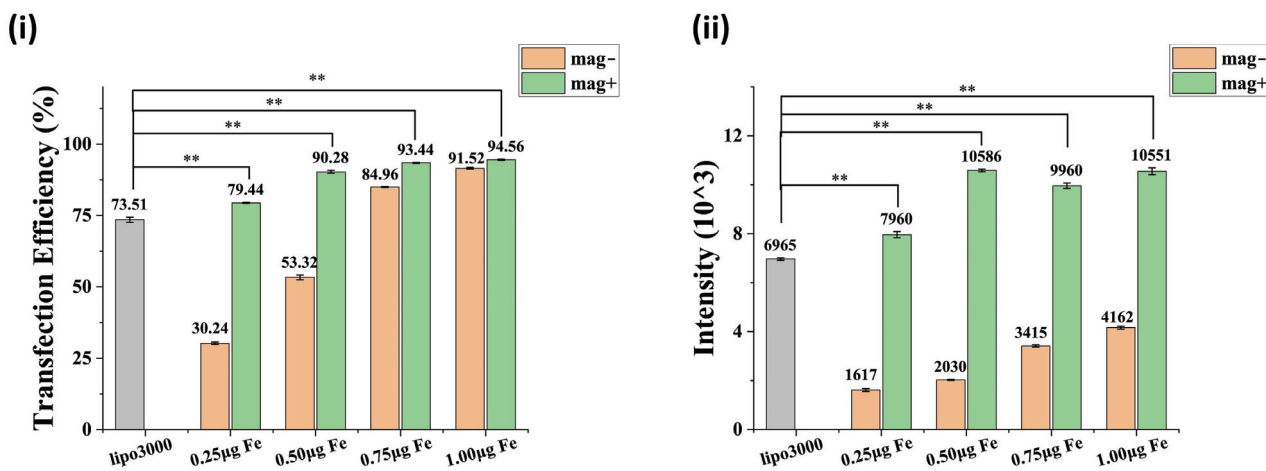 (i)
mag−
mag+
Transfection Efficiency (%)
100
75
50
25
0
**
**
**
**
73.51
30.24
79.44
53.32
90.28
84.96
93.44
91.52
94.56
lipo3000
0.25μg Fe
0.50μg Fe
0.75μg Fe
1.00μg Fe
(ii)
mag−
mag+
Intensity (10^3)
12
8
4
0
**
**
**
**
6965
1617
7960
2030
10586
3415
9960
4162
10551
lipo3000
0.25μg Fe
0.50μg Fe
0.75μg Fe
1.00μg Fe